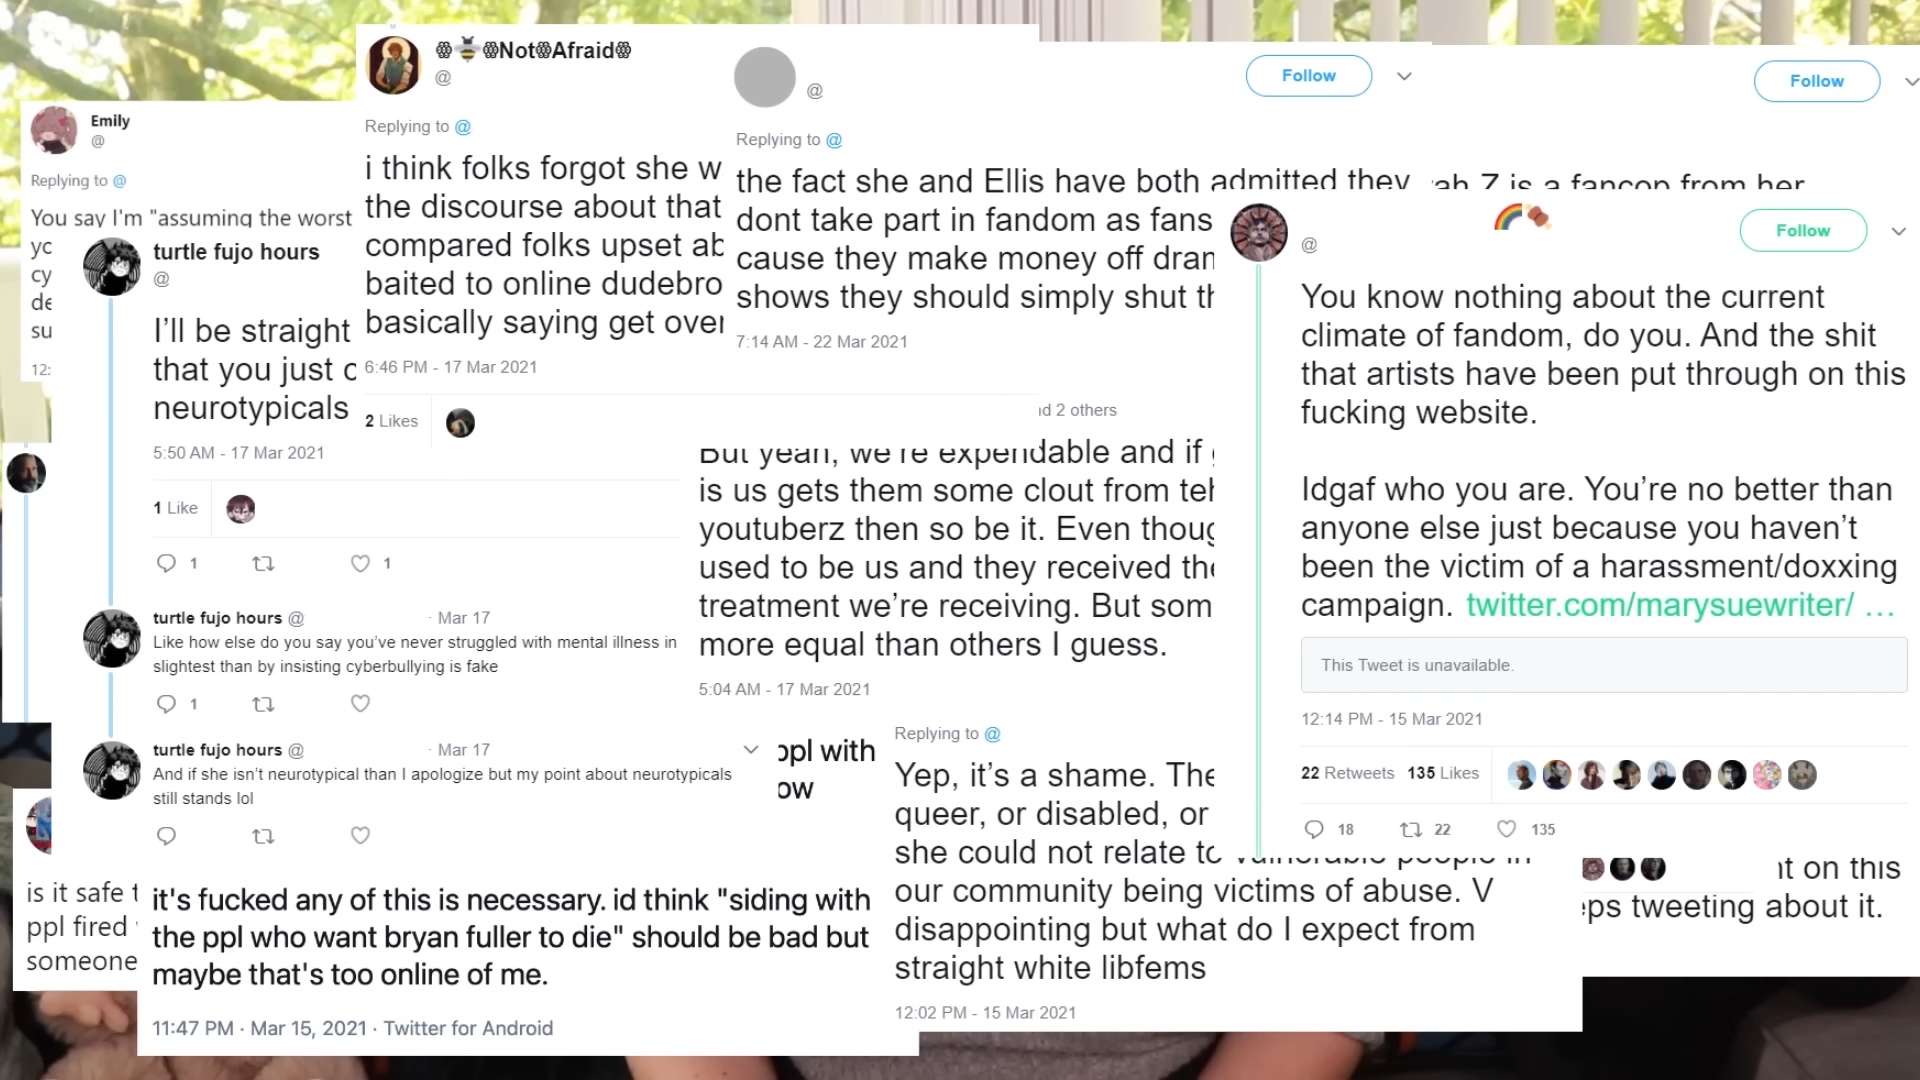 Emily
@
Replying to @
You say I'm "assuming the worst
yc
cy
de
su
12:
turtle fujo hours
@
I'll be straight
that you just c
neurotypicals
5:50 AM - 17 Mar 2021
1 Like
1
1
turtle fujo hours @ · Mar 17
Like how else do you say you've never struggled with mental illness in
slightest than by insisting cyberbullying is fake
1
turtle fujo hours @ · Mar 17
And if she isn't neurotypical than I apologize but my point about neurotypicals
still stands lol
Not Afraid
@
Replying to @
i think folks forgot she w
the discourse about that
compared folks upset ab
baited to online dudebro
basically saying get over
6:46 PM - 17 Mar 2021
2 Likes
@
Follow
Replying to @
the fact she and Ellis have both admitted they
dont take part in fandom as fans
cause they make money off dram
shows they should simply shut th
7:14 AM - 22 Mar 2021
nd 2 others
But yeah, we're expendable and if g
is us gets them some clout from teh
youtuberz then so be it. Even thoug
used to be us and they received the
treatment we're receiving. But som
more equal than others I guess.
5:04 AM - 17 Mar 2021
Follow
rah Z is a fancop from her
@
Follow
You know nothing about the current
climate of fandom, do you. And the shit
that artists have been put through on this
fucking website.
Idgaf who you are. You're no better than
anyone else just because you haven't
been the victim of a harassment/doxxing
campaign. twitter.com/marysuewriter/ …
This Tweet is unavailable.
12:14 PM - 15 Mar 2021
22 Retweets 135 Likes
18 22 135
nt on this
eps tweeting about it.
ppl with
ow
Replying to @
Yep, it's a shame. The
queer, or disabled, or
she could not relate to vulnerable people in
our community being victims of abuse. V
disappointing but what do I expect from
straight white libfems
12:02 PM - 15 Mar 2021
is it safe t
ppl fired
someone
it's fucked any of this is necessary. id think "siding with
the ppl who want bryan fuller to die" should be bad but
maybe that's too online of me.
11:47 PM · Mar 15, 2021 · Twitter for Android